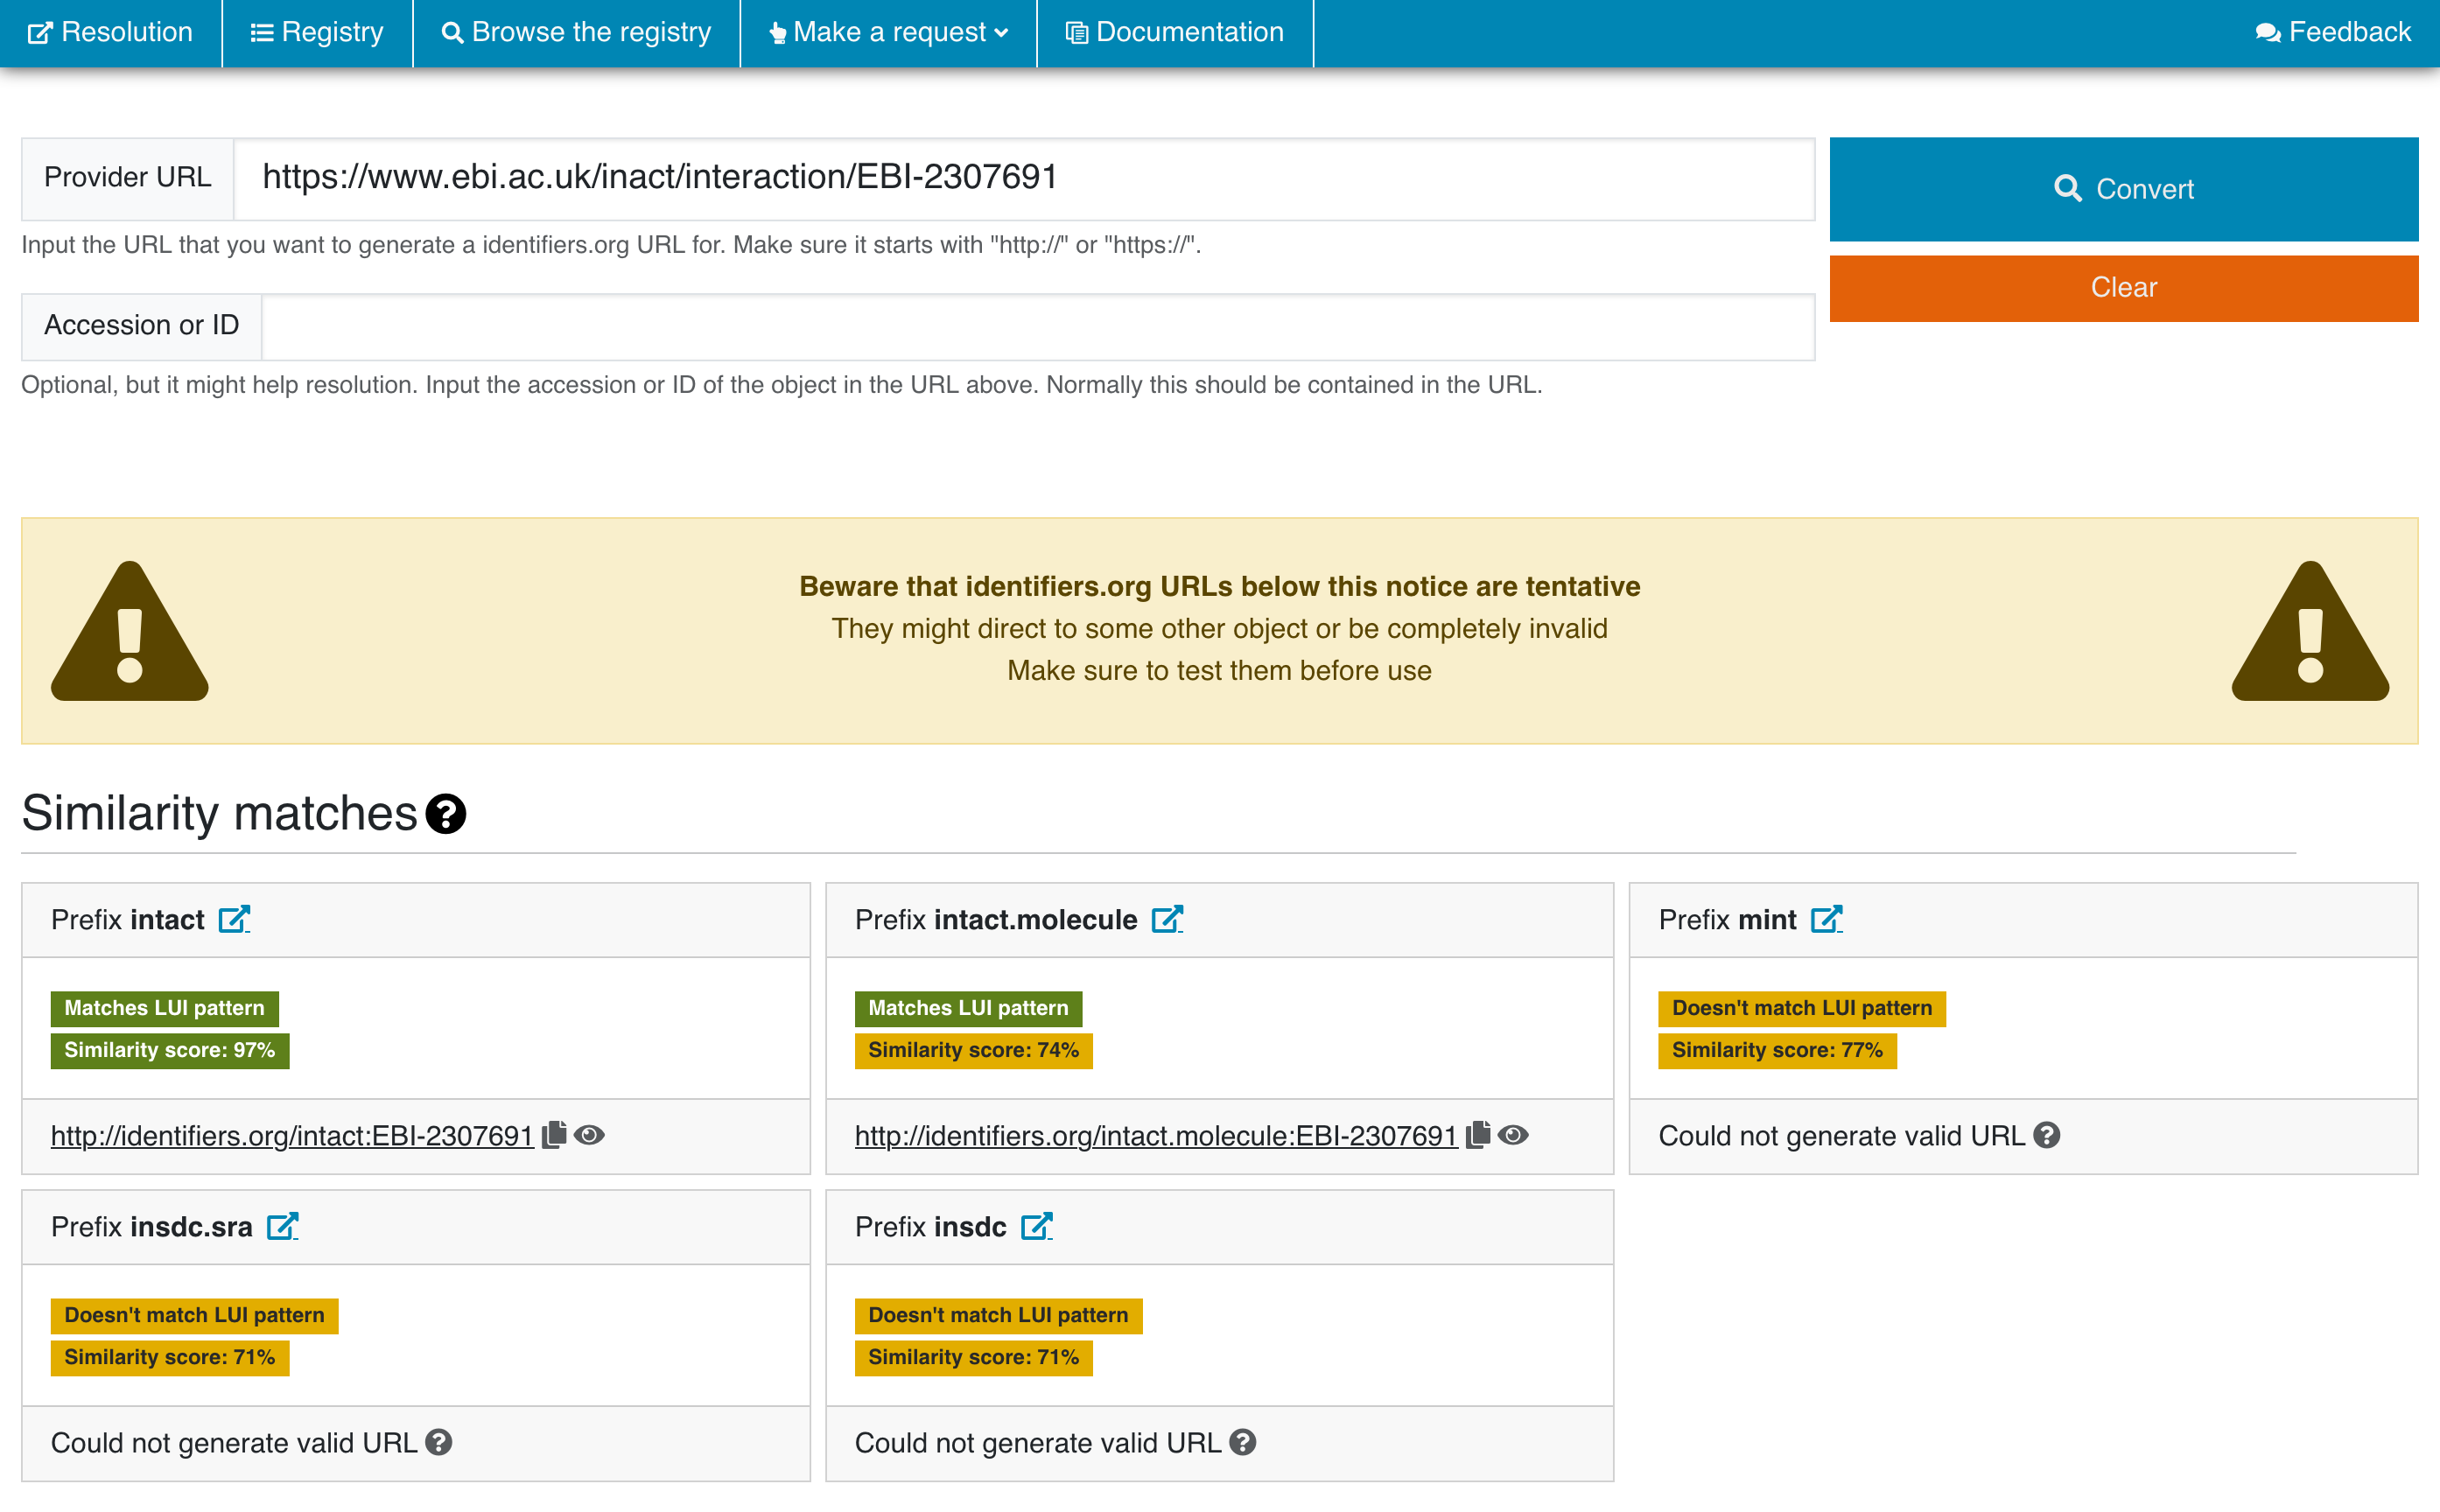 Resolution
Registry
Browse the registry
Make a request
Documentation
Feedback
Provider URL
https://www.ebi.ac.uk/inact/interaction/EBI-2307691
Convert
Input the URL that you want to generate a identifiers.org URL for. Make sure it starts with "http://" or "https://".
Clear
Accession or ID
Optional, but it might help resolution. Input the accession or ID of the object in the URL above. Normally this should be contained in the URL.
Beware that identifiers.org URLs below this notice are tentative
They might direct to some other object or be completely invalid
Make sure to test them before use
Similarity matches
Prefix intact
Matches LUI pattern
Similarity score: 97%
http://identifiers.org/intact:EBI-2307691
Prefix intact.molecule
Matches LUI pattern
Similarity score: 74%
http://identifiers.org/intact.molecule:EBI-2307691
Prefix mint
Doesn't match LUI pattern
Similarity score: 77%
Could not generate valid URL
Prefix insdc.sra
Doesn't match LUI pattern
Similarity score: 71%
Could not generate valid URL
Prefix insdc
Doesn't match LUI pattern
Similarity score: 71%
Could not generate valid URL